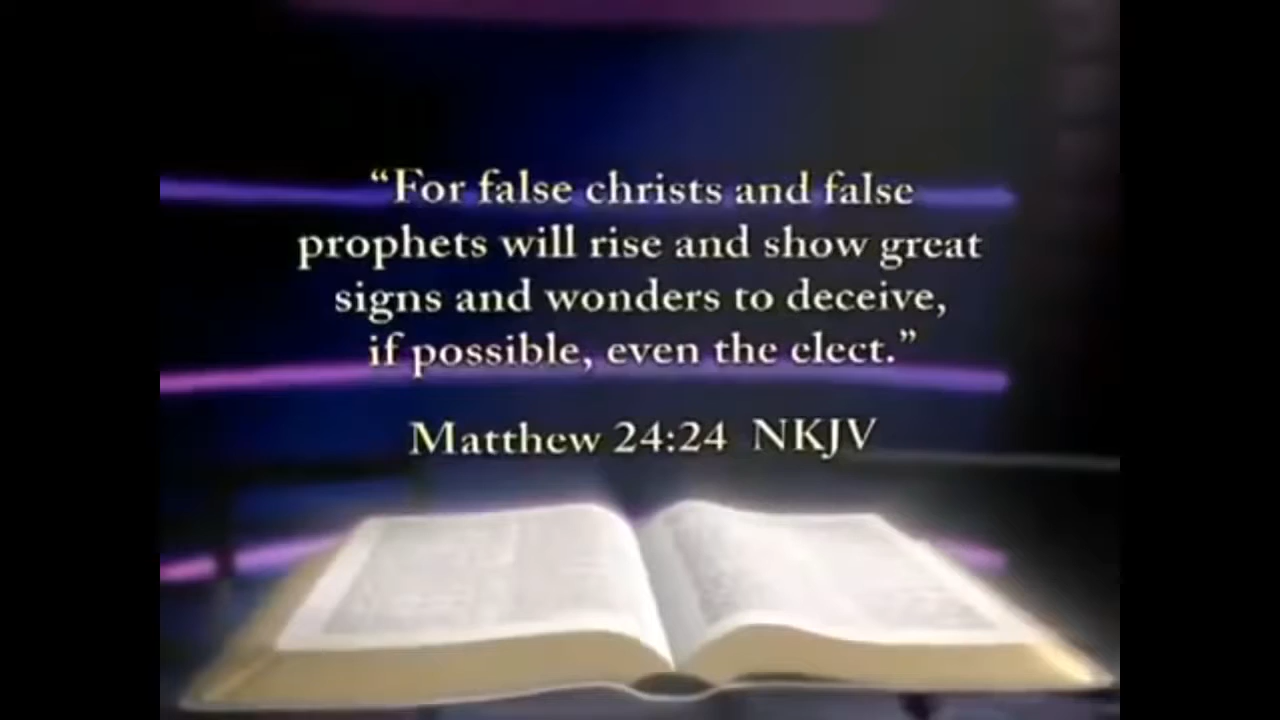 “For false christs and false
prophets will rise and show great
signs and wonders to deceive,
if possible, even the elect.”
Matthew 24:24 NKJV